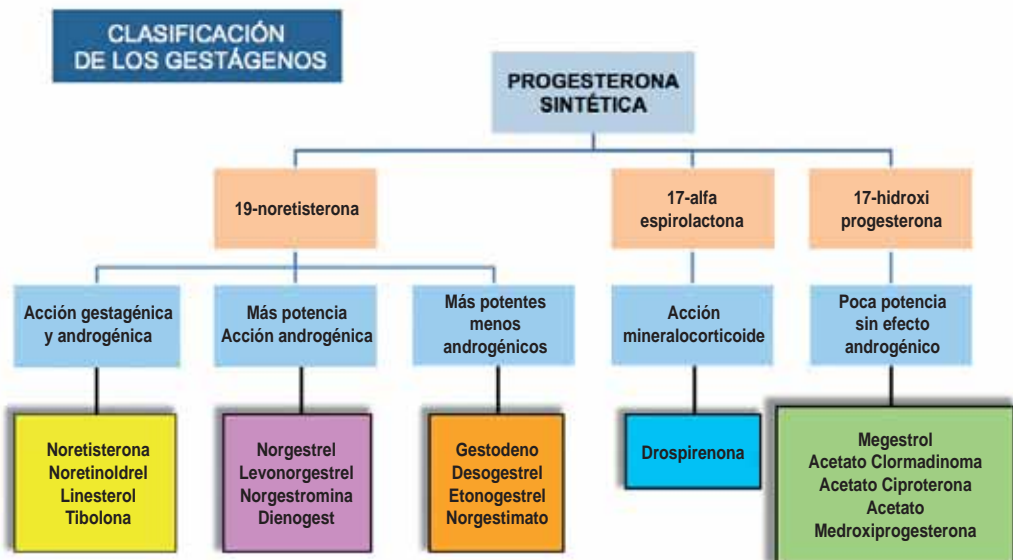 CLASIFICACIÓN
DE LOS GESTÁGENOS
PROGESTERONA
SINTÉTICA
19-noretisterona
17-alfa
espirolactona
17-hidroxi
progesterona
Acción gestagénica
y androgénica
Más potencia
Acción androgénica
Más potentes
menos
androgénicos
Acción
mineralocorticoide
Poca potencia
sin efecto
androgénico
Noretisterona
Noretinoldrel
Linesterol
Tibolona
Norgestrel
Levonorgestrel
Norgestromina
Dienogest
Gestodeno
Desogestrel
Etonogestrel
Norgestimato
Drospirenona
Megestrol
Acetato Clormadinoma
Acetato Ciproterona
Acetato
Medroxiprogesterona